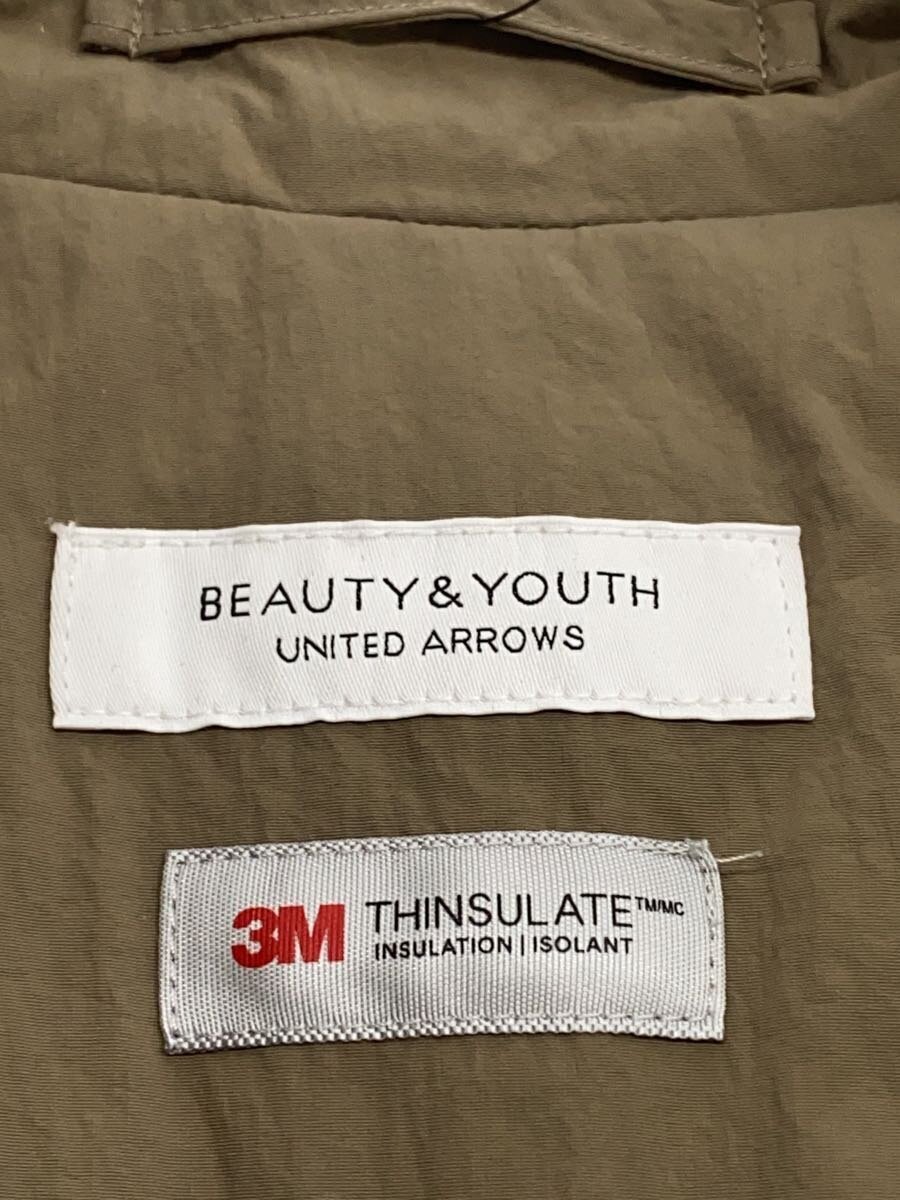 BEAUTY&YOUTH
UNITED ARROWS
3M THINSULATE™/MC
INSULATION | ISOLANT